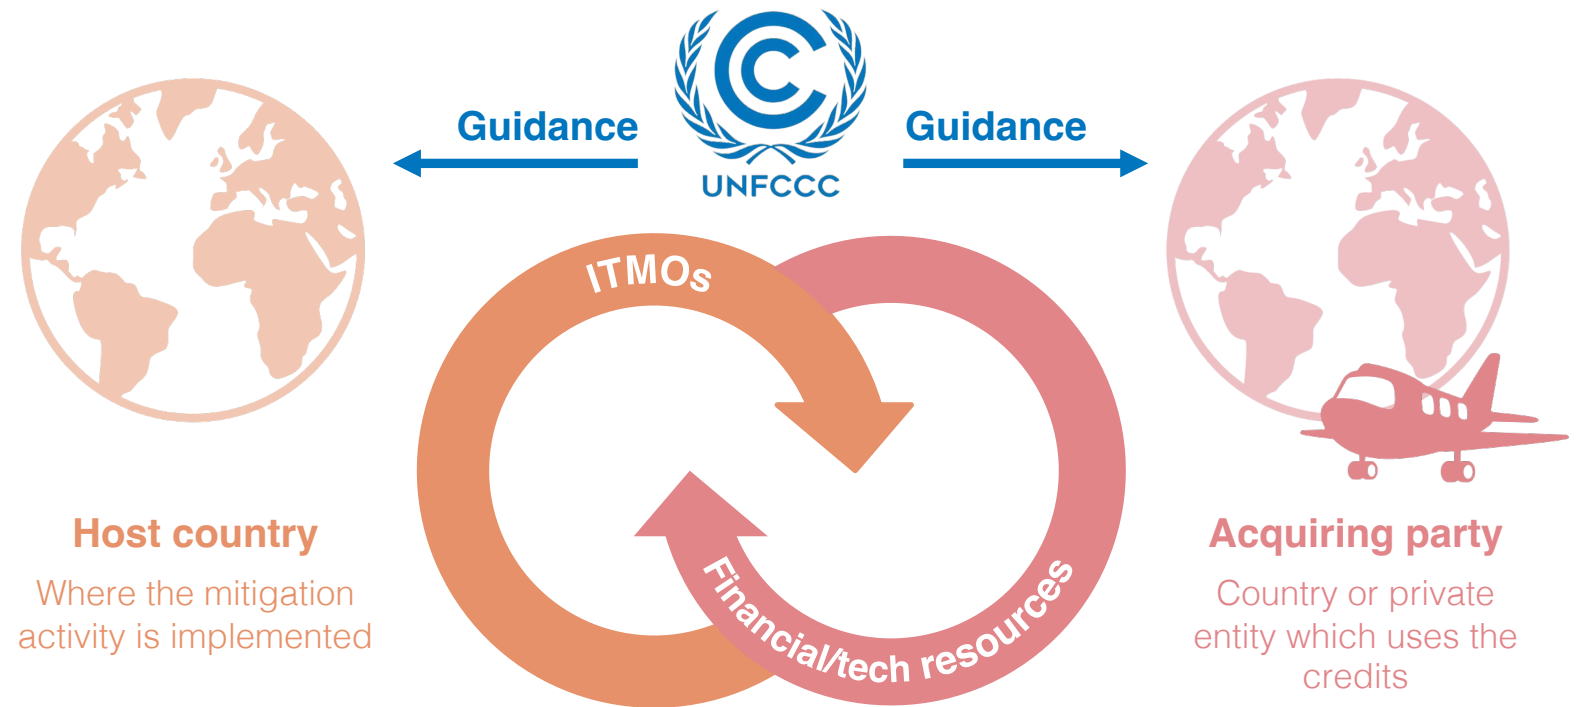 Guidance
UNFCCC
Guidance
ITMOs
Financial/tech resources
Host country
Where the mitigation
activity is implemented
Acquiring party
Country or private
entity which uses the
credits